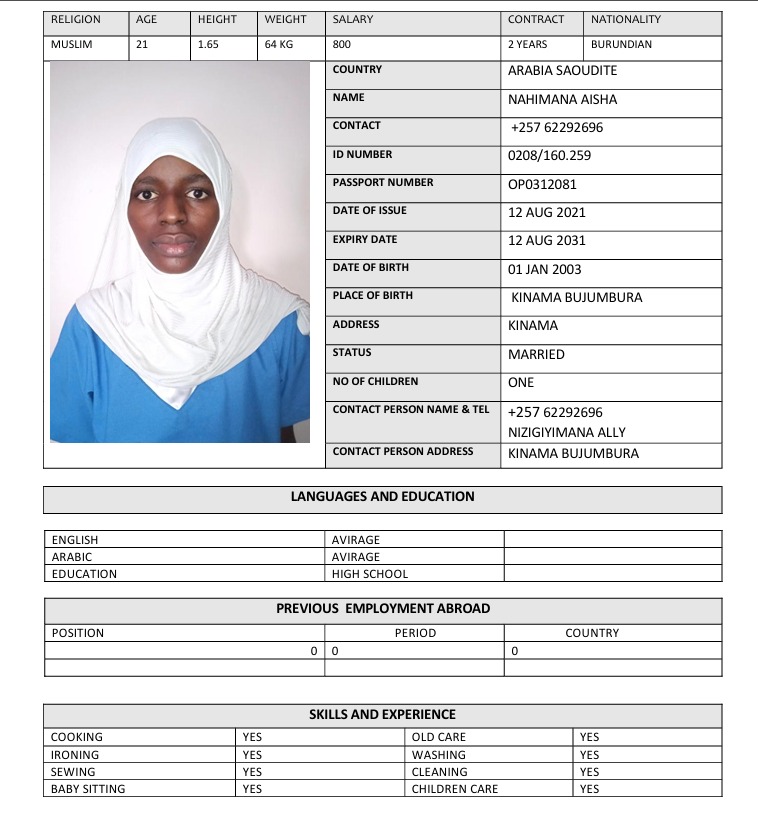 RELIGION AGE HEIGHT WEIGHT SALARY CONTRACT NATIONALITY
MUSLIM 21 1.65 64 KG 800 2 YEARS BURUNDIAN
COUNTRY ARABIA SAOUDITE
NAME NAHIMANA AISHA
CONTACT +257 62292696
ID NUMBER 0208/160.259
PASSPORT NUMBER OP0312081
DATE OF ISSUE 12 AUG 2021
EXPIRY DATE 12 AUG 2031
DATE OF BIRTH 01 JAN 2003
PLACE OF BIRTH KINAMA BUJUMBURA
ADDRESS KINAMA
STATUS MARRIED
NO OF CHILDREN ONE
CONTACT PERSON NAME & TEL +257 62292696
NIZIGIYIMANA ALLY
CONTACT PERSON ADDRESS KINAMA BUJUMBURA
LANGUAGES AND EDUCATION
ENGLISH AVIRAGE
ARABIC AVIRAGE
EDUCATION HIGH SCHOOL
PREVIOUS EMPLOYMENT ABROAD
POSITION PERIOD COUNTRY
0 0 0
SKILLS AND EXPERIENCE
COOKING YES OLD CARE YES
IRONING YES WASHING YES
SEWING YES CLEANING YES
BABY SITTING YES CHILDREN CARE YES